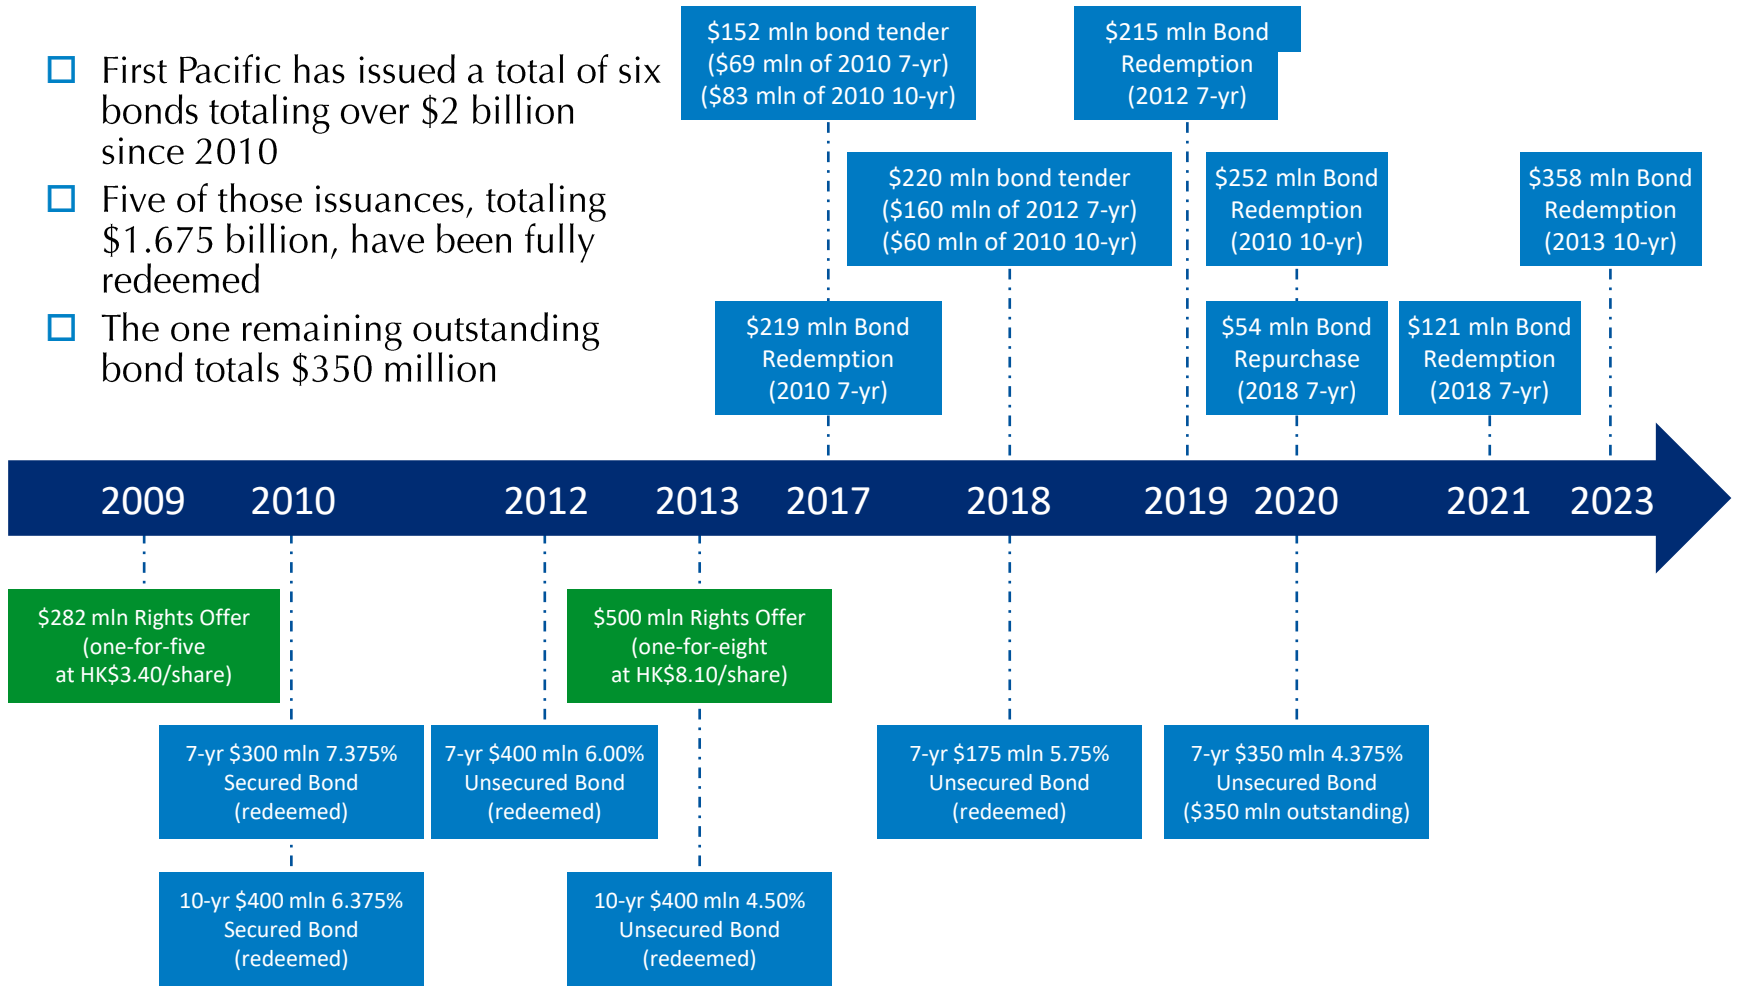 First Pacific has issued a total of six
bonds totaling over $2 billion
since 2010
Five of those issuances, totaling
$1.675 billion, have been fully
redeemed
The one remaining outstanding
bond totals $350 million
$152 mln bond tender
($69 mln of 2010 7-yr)
($83 mln of 2010 10-yr)
$215 mln Bond
Redemption
(2012 7-yr)
$220 mln bond tender
($160 mln of 2012 7-yr)
($60 mln of 2010 10-yr)
$252 mln Bond
Redemption
(2010 10-yr)
$358 mln Bond
Redemption
(2013 10-yr)
$219 mln Bond
Redemption
(2010 7-yr)
$54 mln Bond
Repurchase
(2018 7-yr)
$121 mln Bond
Redemption
(2018 7-yr)
2009 2010 2012 2013 2017 2018 2019 2020 2021 2023
$282 mln Rights Offer
(one-for-five
at HK$3.40/share)
$500 mln Rights Offer
(one-for-eight
at HK$8.10/share)
7-yr $300 mln 7.375%
Secured Bond
(redeemed)
7-yr $400 mln 6.00%
Unsecured Bond
(redeemed)
7-yr $175 mln 5.75%
Unsecured Bond
(redeemed)
7-yr $350 mln 4.375%
Unsecured Bond
($350 mln outstanding)
10-yr $400 mln 6.375%
Secured Bond
(redeemed)
10-yr $400 mln 4.50%
Unsecured Bond
(redeemed)